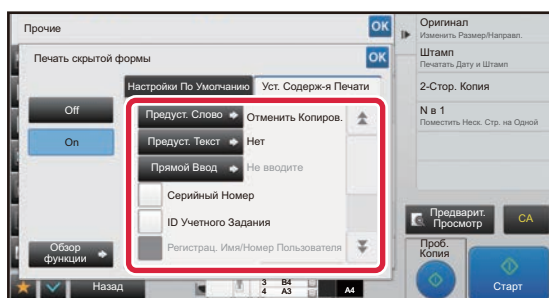 Прочие
OK
Печать скрытой формы
OK
Off
On
Обзор
функции
Настройки По Умолчанию
Уст. Содерж-я Печати
Предуст. Слово
Отменить Копиров.
Предуст. Текст
Нет
Прямой Ввод
Не вводите
Серийный Номер
ID Учетного Задания
Регистрац. Имя/Номер Пользователя
Назад
3 B4
4 A3
A4
Оригинал
Изменить Размер/Направл.
Штамп
Печатать Дату и Штамп
2-Стор. Копия
N в 1
Поместить Неск. Стр. на Одной
Предварит.
Просмотр
CA
Проб.
Копия
Старт